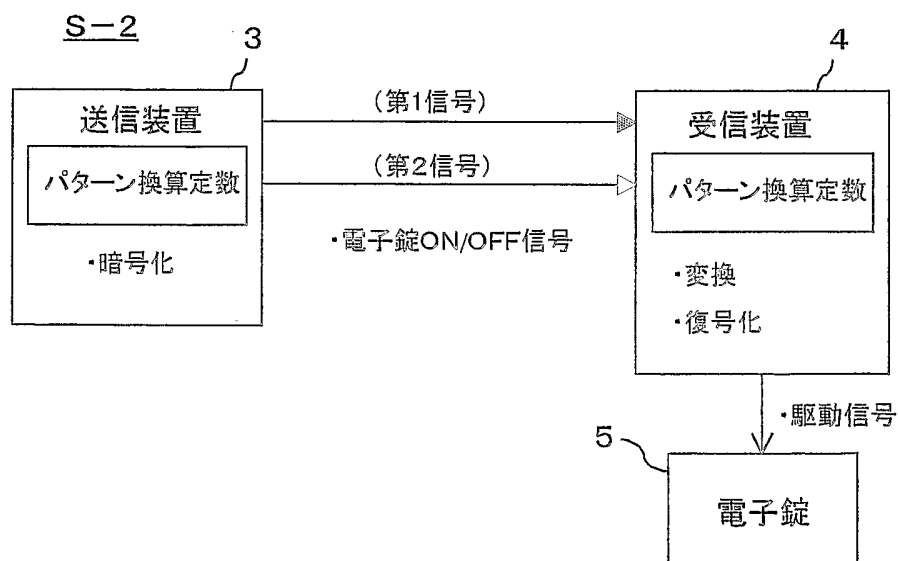 S－2
3
4
送信装置
パターン換算定数
・暗号化
（第1信号）
（第2信号）
・電子錠ON/OFF信号
受信装置
パターン換算定数
・変換
・復号化
・駆動信号
5
電子錠